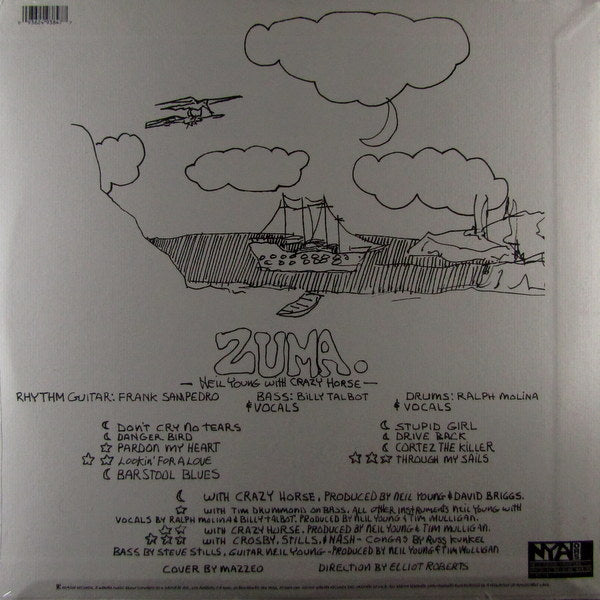 ZUMA.
— NEIL YOUNG WITH CRAZY HORSE —
RHYTHM GUITAR: FRANK SAMPEDRO BASS: BILLY TALBOT & VOCALS DRUMS: RALPH MOLINA & VOCALS
DON'T CRY NO TEARS
DANGER BIRD
PARDON MY HEART
LOOKIN' FOR A LOVE
BARSTOOL BLUES
STUPID GIRL
DRIVE BACK
CORTEZ THE KILLER
THROUGH MY SAILS
WITH CRAZY HORSE, PRODUCED BY NEIL YOUNG & DAVID BRIGGS.
WITH TIM DRUMMOND ON BASS. ALL OTHER INSTRUMENTS NEIL YOUNG WITH
VOCALS BY RALPH MOLINA & BILLY TALBOT. PRODUCED BY NEIL YOUNG & TIM MULLIGAN.
WITH CRAZY HORSE. PRODUCED BY NEIL YOUNG & TIM MULLIGAN.
WITH CROSBY, STILLS, & NASH - CONGAS BY RUSS KUNKEL
BASS BY STEVE STILLS, GUITAR NEIL YOUNG - PRODUCED BY NEIL YOUNG & TIM MULLIGAN
COVER BY MAZZEO DIRECTION BY ELLIOT ROBERTS
NYA